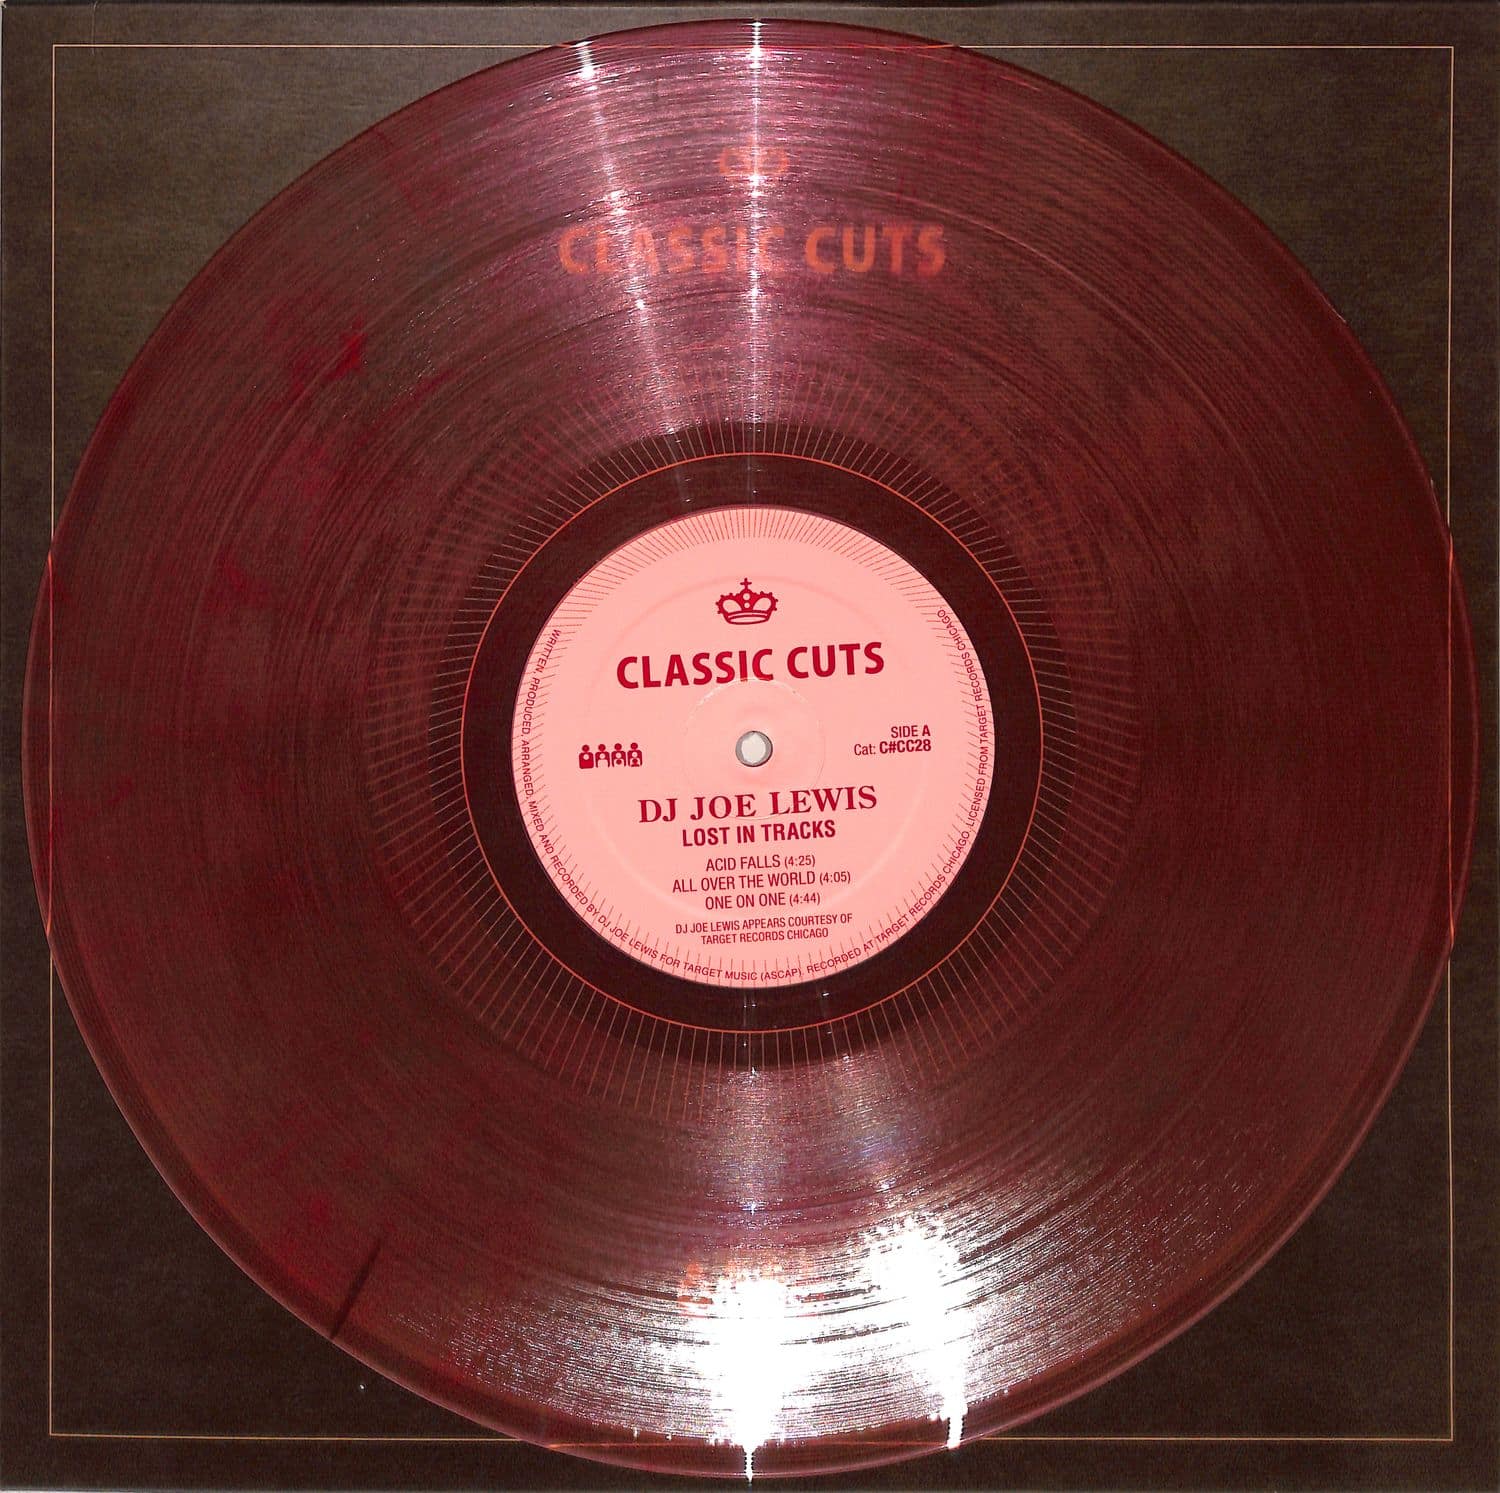 CLASSIC CUTS
CLASSIC CUTS
SIDE A
Cat: C#CC28
DJ JOE LEWIS
LOST IN TRACKS
ACID FALLS (4:25)
ALL OVER THE WORLD (4:05)
ONE ON ONE (4:44)
DJ JOE LEWIS APPEARS COURTESY OF
TARGET RECORDS CHICAGO
WRITTEN, PRODUCED, ARRANGED, MIXED AND RECORDED BY DJ JOE LEWIS FOR TARGET MUSIC (ASCAP). RECORDED AT TARGET RECORDS CHICAGO. LICENSED FROM TARGET RECORDS CHICAGO.